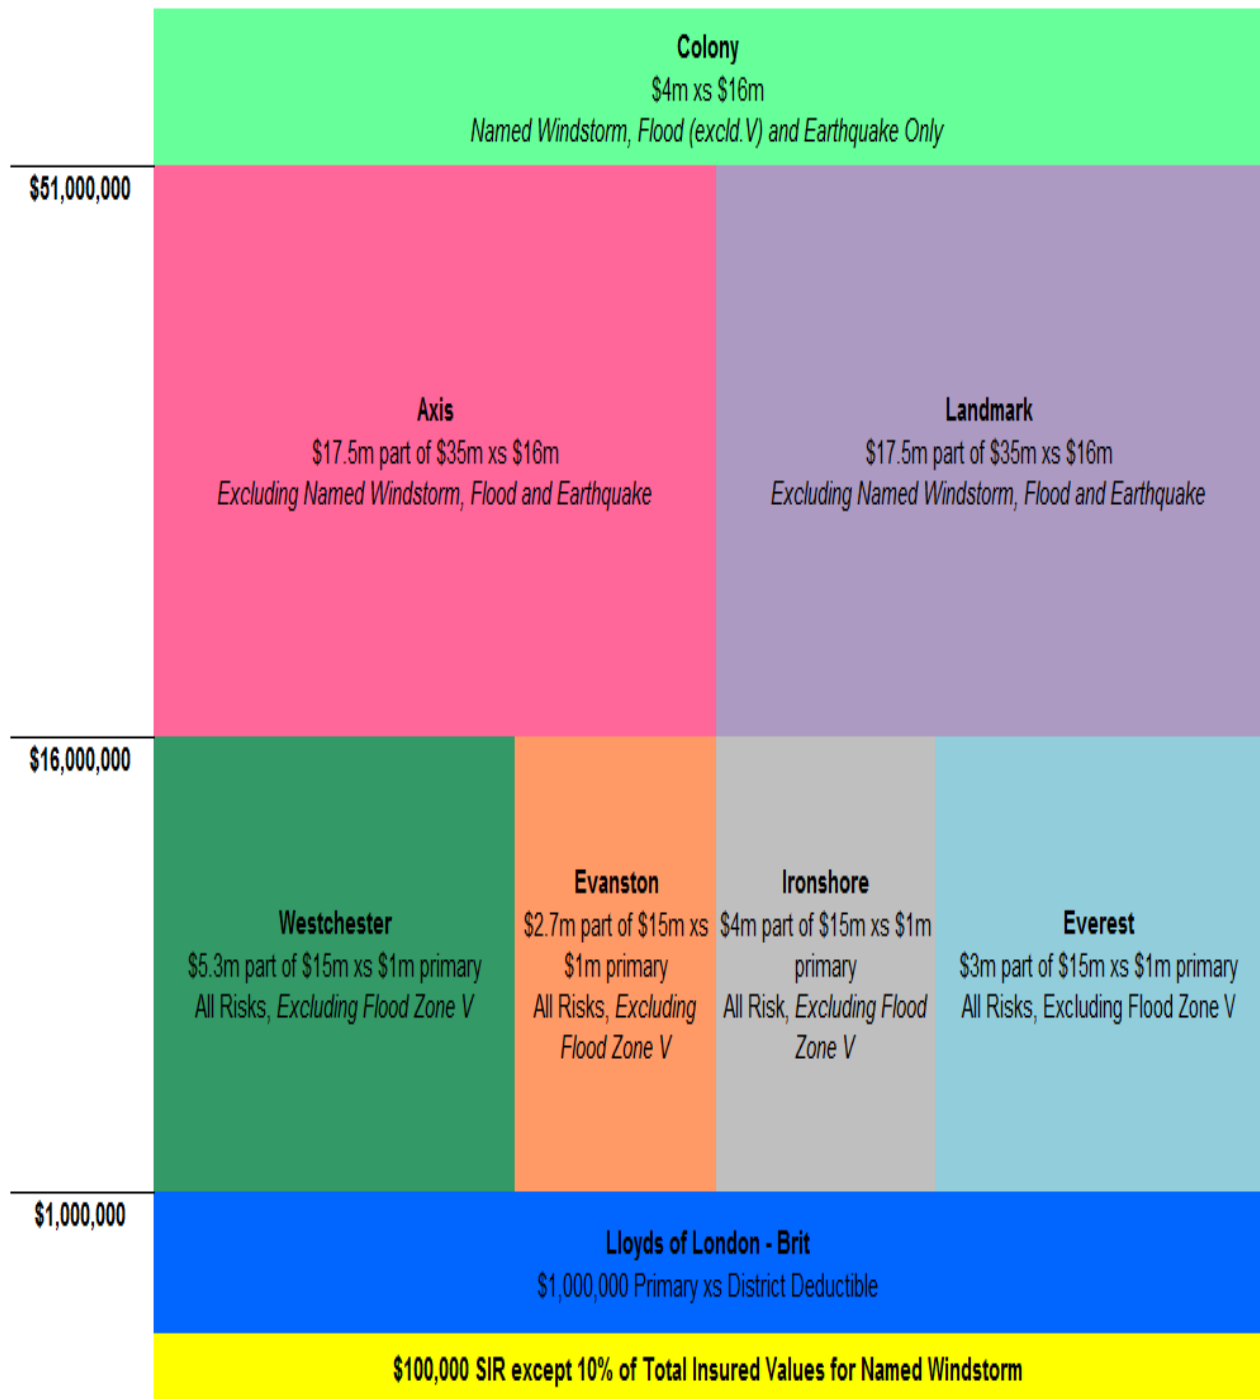 Colony
$4m xs $16m
Named Windstorm, Flood (excld.V) and Earthquake Only
$51,000,000
Axis
$17.5m part of $35m xs $16m
Excluding Named Windstorm, Flood and Earthquake
Landmark
$17.5m part of $35m xs $16m
Excluding Named Windstorm, Flood and Earthquake
$16,000,000
Westchester
$5.3m part of $15m xs $1m primary
All Risks, Excluding Flood Zone V
Evanston
$2.7m part of $15m xs
$1m primary
All Risks, Excluding
Flood Zone V
Ironshore
$4m part of $15m xs $1m
primary
All Risk, Excluding Flood
Zone V
Everest
$3m part of $15m xs $1m primary
All Risks, Excluding Flood Zone V
$1,000,000
Lloyds of London - Brit
$1,000,000 Primary xs District Deductible
$100,000 SIR except 10% of Total Insured Values for Named Windstorm